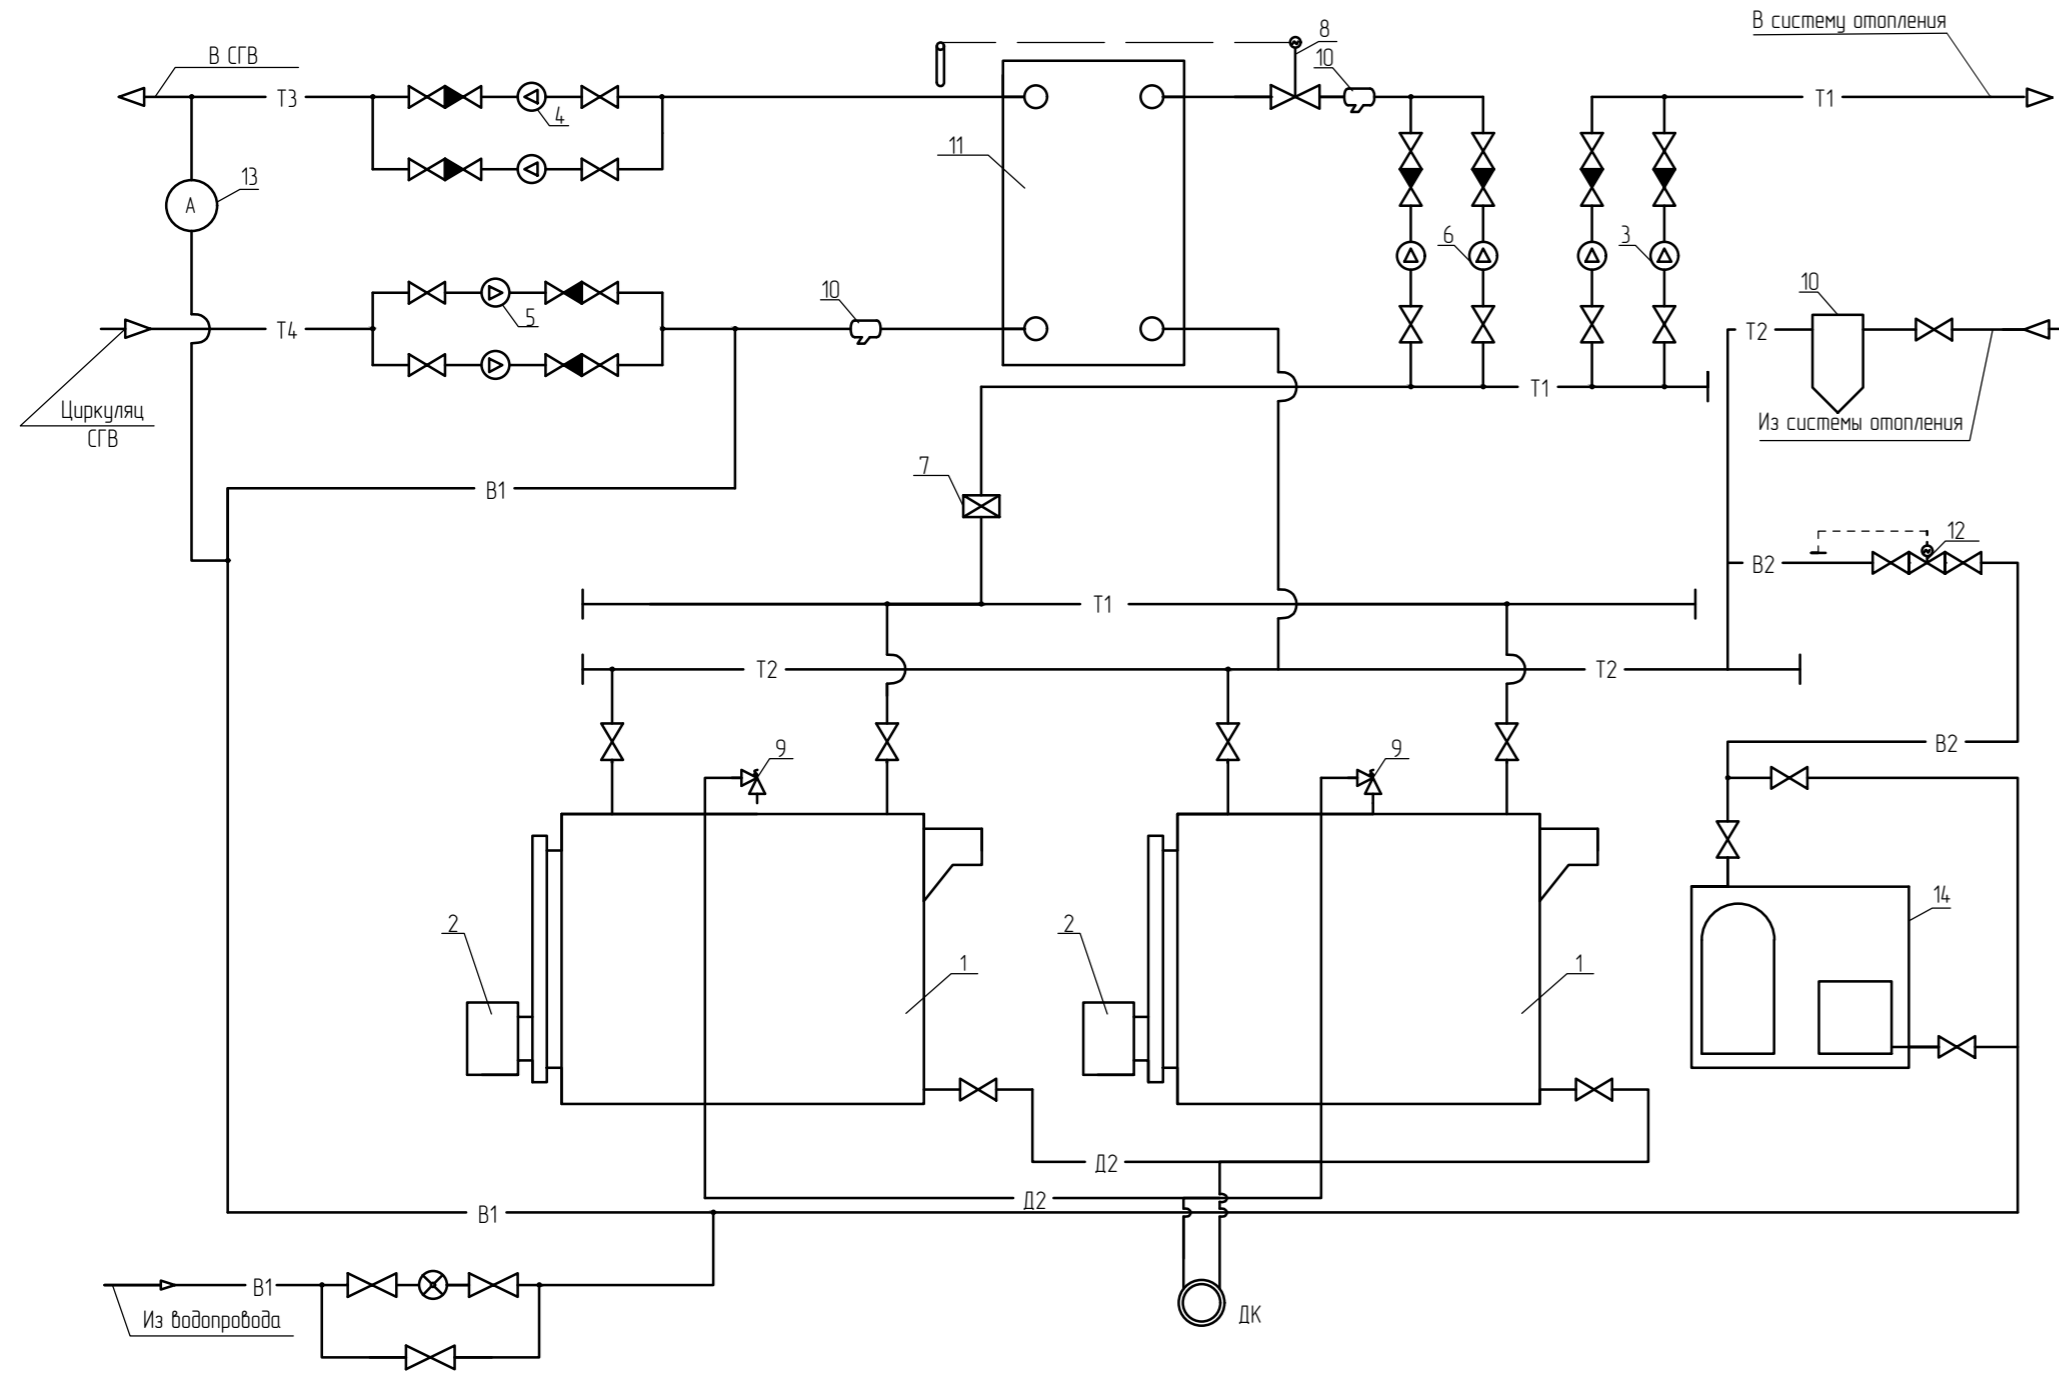 В систему отопления
8
В СГВ
10
Т3
Т1
4
11
13
А
6
3
10
10
5
Т4
Т2
Циркуляц
СГВ
Т1
Из системы отопления
7
В1
12
В2
Т1
Т2
Т2
9
9
В2
14
2
1
2
1
Д2
Д2
В1
В1
Из водопровода
ДК